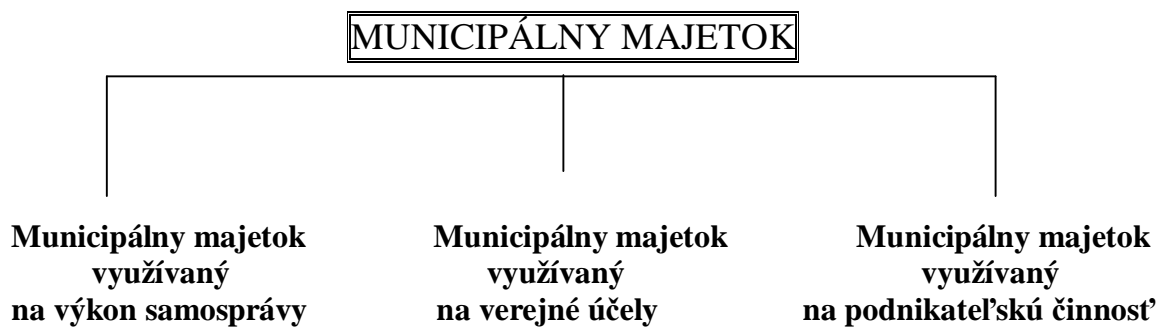 MUNICIPÁLNY MAJETOK
Municipálny majetok
využívaný
na výkon samosprávy
Municipálny majetok
využívaný
na verejné účely
Municipálny majetok
využívaný
na podnikateľskú činnosť